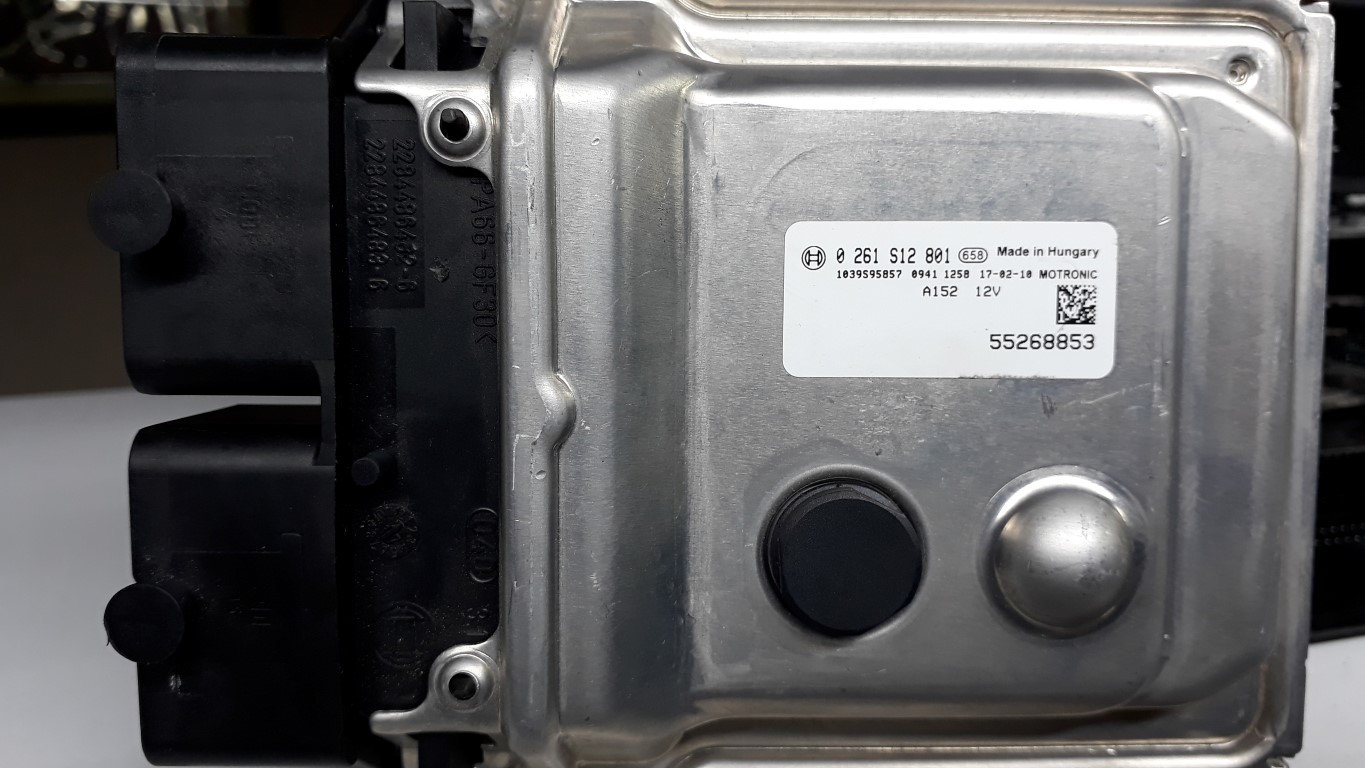 0 261 S12 801 658 Made in Hungary
1039S95857 0941 1258 17-02-10 MOTRONIC
A152 12V
55268853
PA66-GF30K